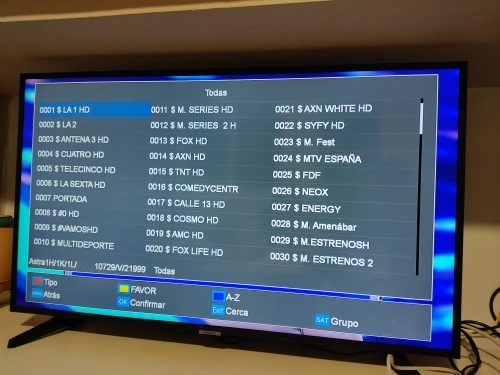 Todas
0001 $ LA 1 HD
0002 $ LA 2
0003 $ ANTENA 3 HD
0004 $ CUATRO HD
0005 $ TELECINCO HD
0006 $ LA SEXTA HD
0007 PORTADA
0008 $ #0 HD
0009 $ #VAMOSHD
0010 $ MULTIDEPORTE
0011 $ M. SERIES HD
0012 $ M. SERIES 2 H
0013 $ FOX HD
0014 $ AXN HD
0015 $ TNT HD
0016 $ COMEDYCENTR
0017 $ CALLE 13 HD
0018 $ COSMO HD
0019 $ AMC HD
0020 $ FOX LIFE HD
0021 $ AXN WHITE HD
0022 $ SYFY HD
0023 $ M. Fest
0024 $ MTV ESPAÑA
0025 $ FDF
0026 $ NEOX
0027 $ ENERGY
0028 $ M. Amenábar
0029 $ M.ESTRENOSH
0030 $ M. ESTRENOS 2
Astra1H/1K/1L/ 10729/V/21999 Todas
Tipo FAVOR A-Z
Atrás OK Confirmar Exit Cerca SAT Grupo